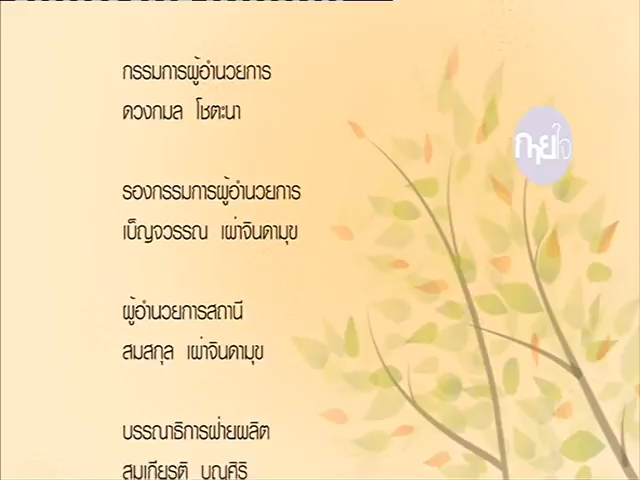 กรรมการผู้อำนวยการ
ดวงกมล โชตะนา
กายใจ
รองกรรมการผู้อำนวยการ
เบ็ญจวรรณ เผ่าจินดามุข
ผู้อำนวยการสถานี
สมสกุล เผ่าจินดามุข
บรรณาธิการฝ่ายผลิต
สมเกียรติ บุญศิริ